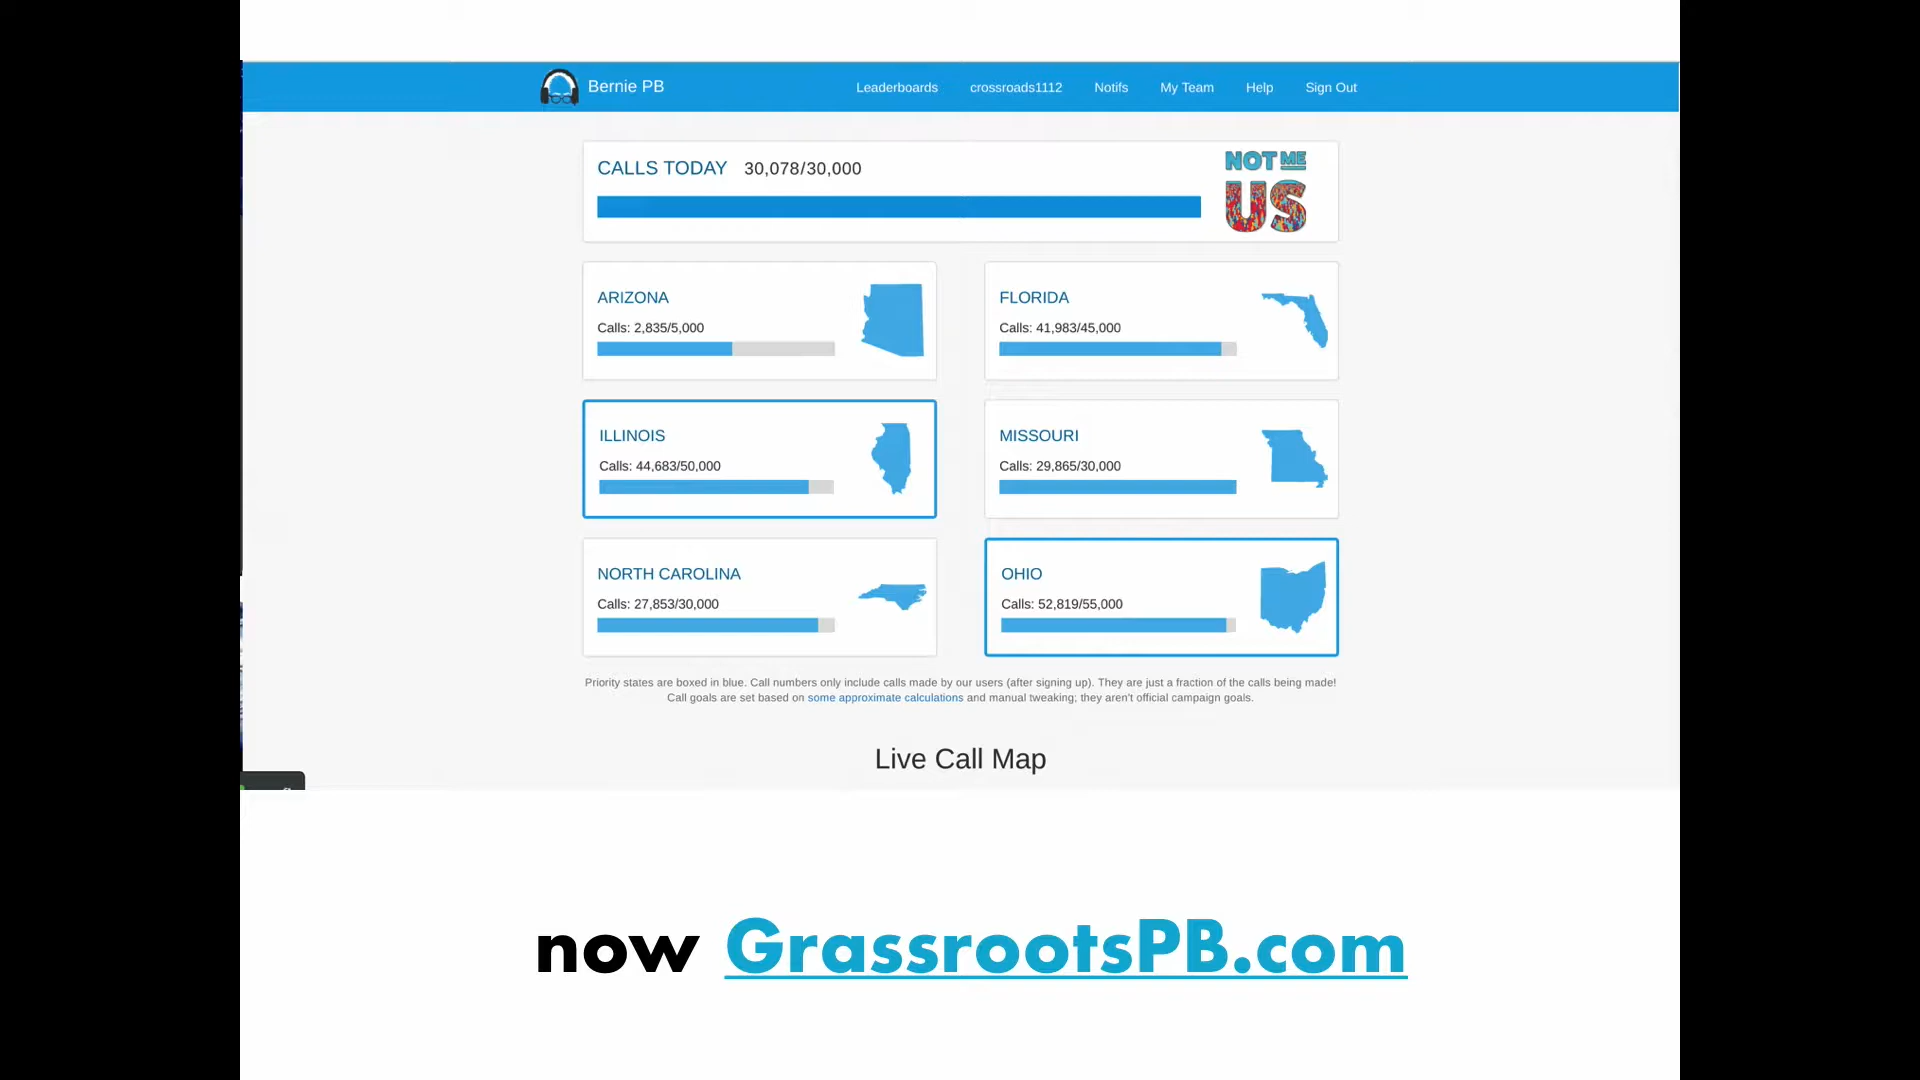 Bernie PB Leaderboards crossroads1112 Notifs My Team Help Sign Out
CALLS TODAY 30,078/30,000
NOT ME
US
ARIZONA
Calls: 2,835/5,000
FLORIDA
Calls: 41,983/45,000
ILLINOIS
Calls: 44,683/50,000
MISSOURI
Calls: 29,865/30,000
NORTH CAROLINA
Calls: 27,853/30,000
OHIO
Calls: 52,819/55,000
Priority states are boxed in blue. Call numbers only include calls made by our users (after signing up). They are just a fraction of the calls being made!
Call goals are set based on some approximate calculations and manual tweaking; they aren't official campaign goals.
Live Call Map
now GrassrootsPB.com